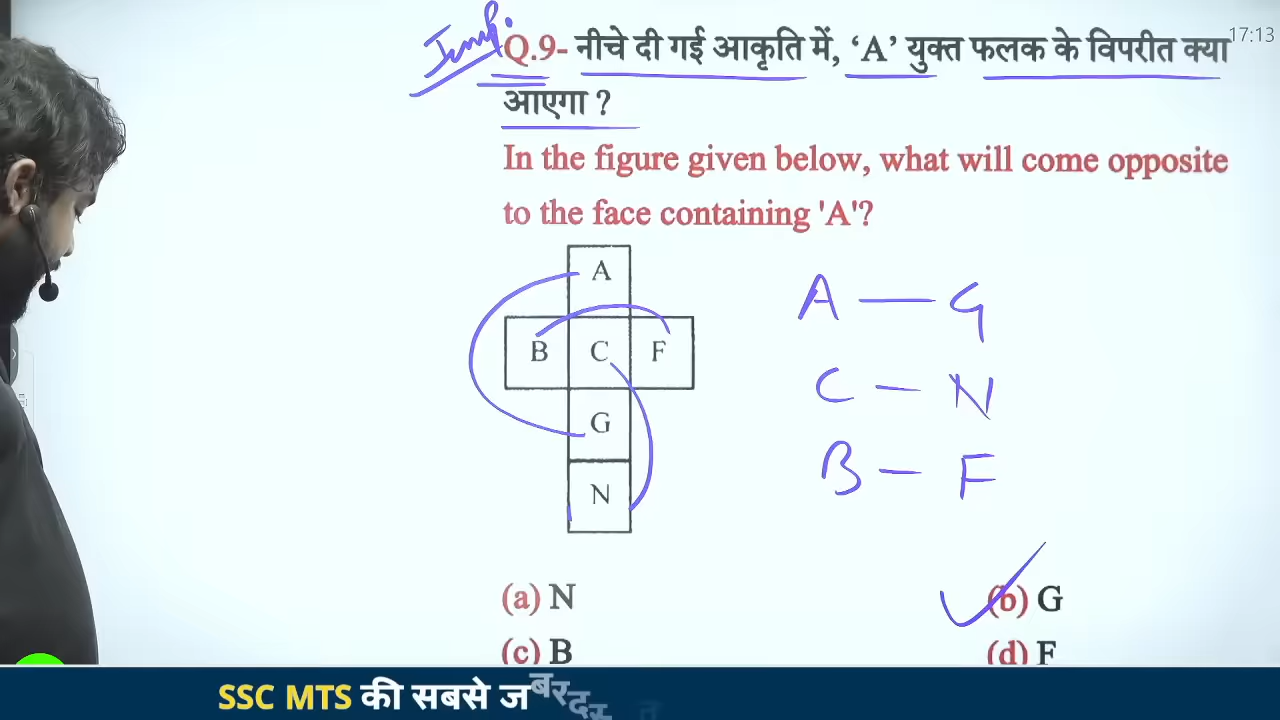 17:13
Q.9- नीचे दी गई आकृति में, ‘A’ युक्त फलक के विपरीत क्या
आएगा ?
In the figure given below, what will come opposite
to the face containing 'A'?
A
B C F
G
N
A — G
C — N
B — F
(a) N (b) G
(c) B (d) F
SSC MTS की सबसे